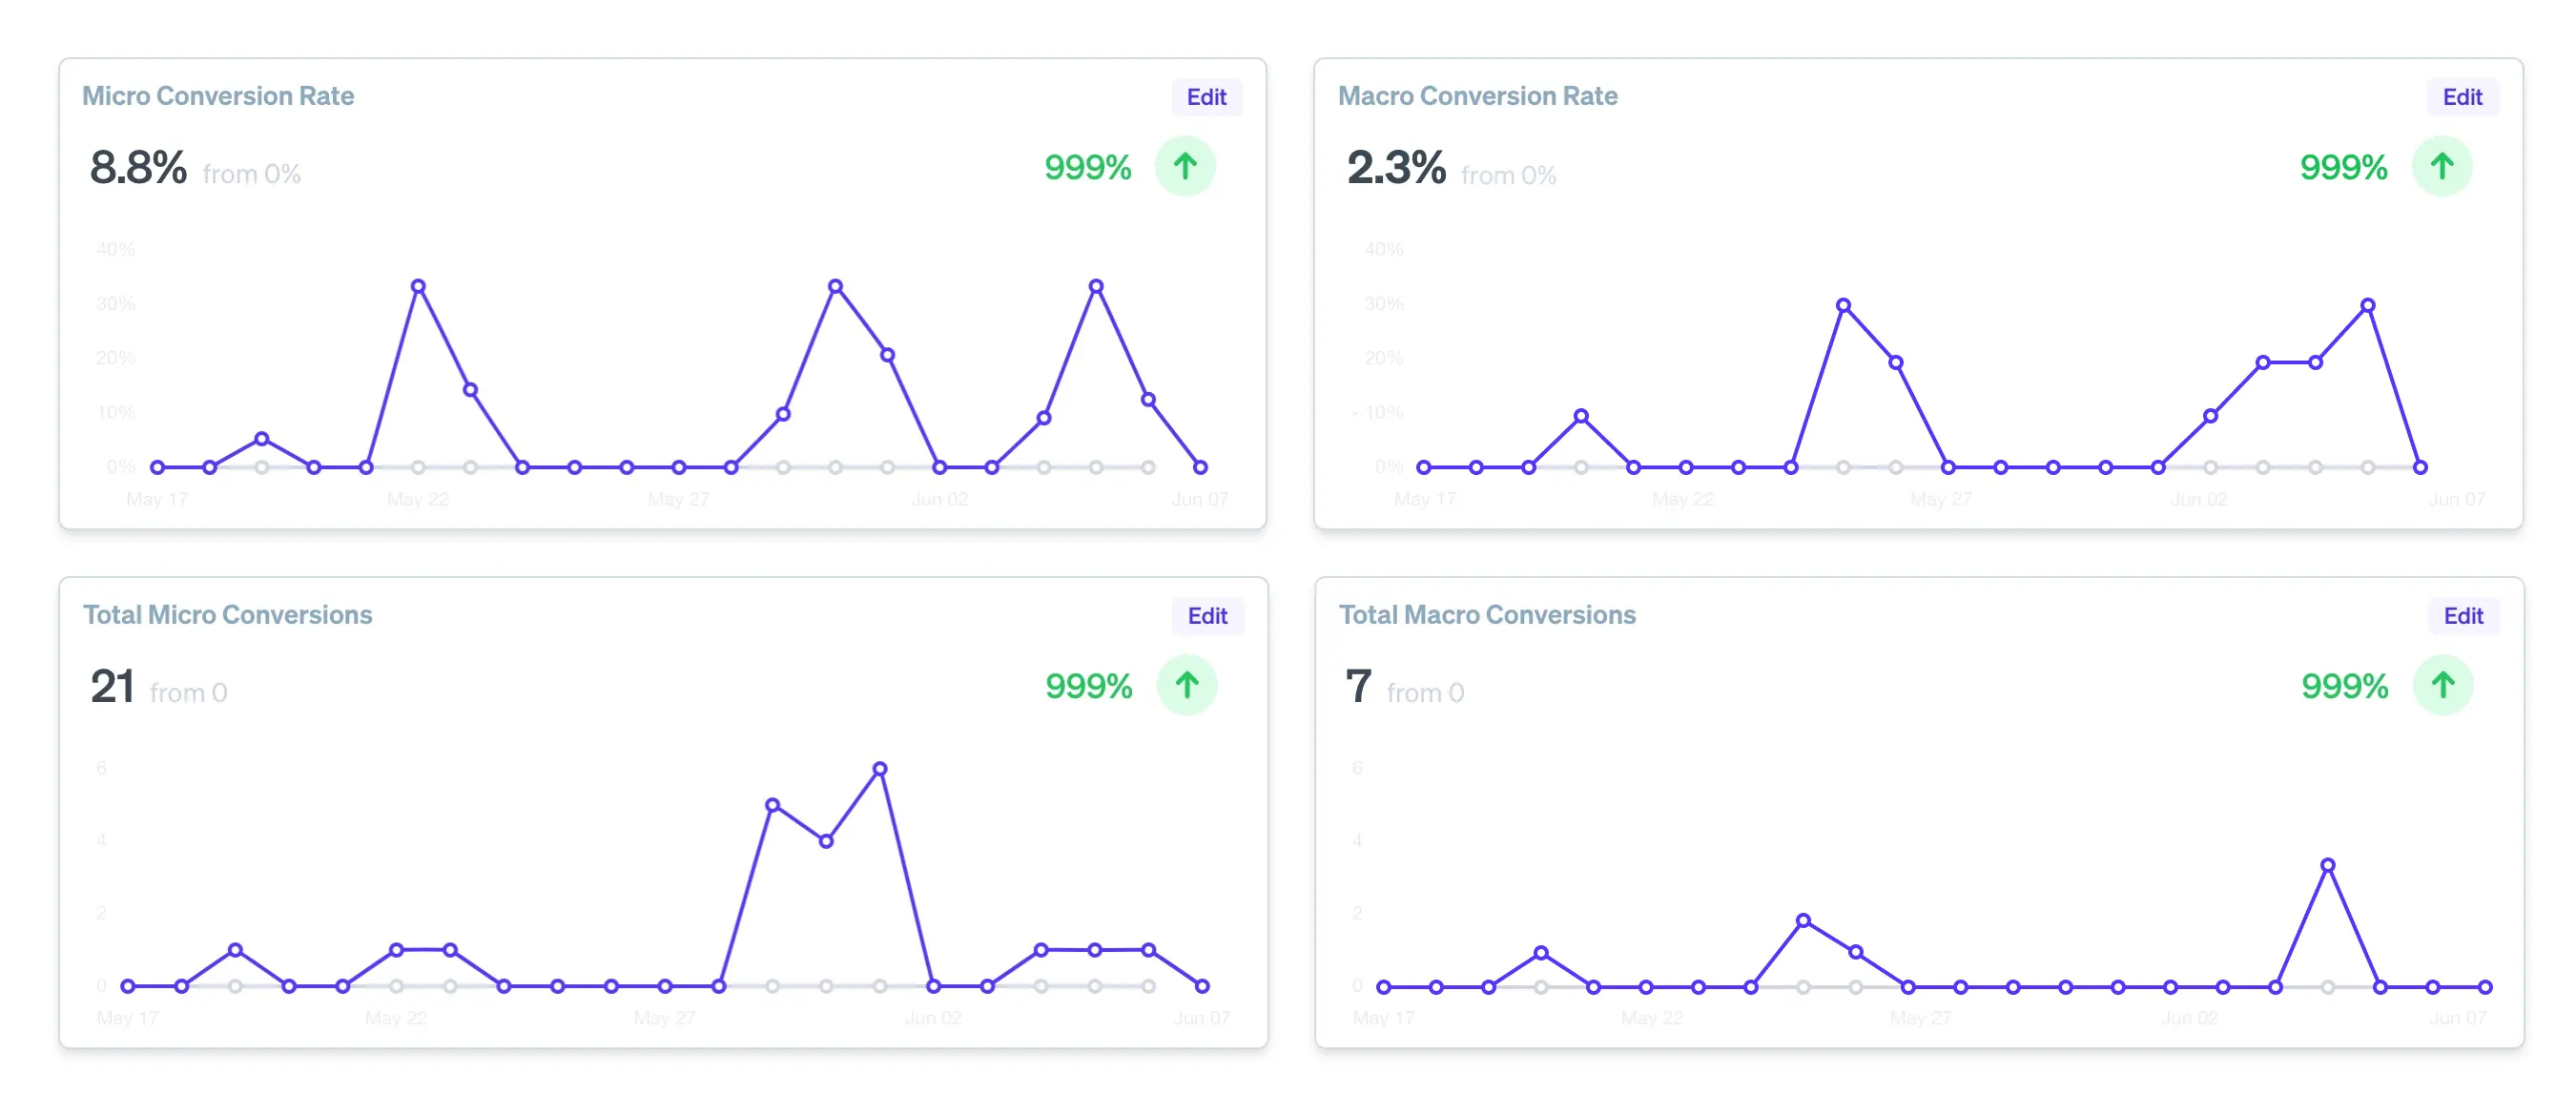 Micro Conversion Rate
Edit
8.8% from 0%
999%
40%
30%
20%
10%
0%
May 17 May 22 May 27 Jun 02 Jun 07
Macro Conversion Rate
Edit
2.3% from 0%
999%
40%
30%
20%
- 10%
0%
May 17 May 22 May 27 Jun 02 Jun 07
Total Micro Conversions
Edit
21 from 0
999%
6
4
2
0
May 17 May 22 May 27 Jun 02 Jun 07
Total Macro Conversions
Edit
7 from 0
999%
6
4
2
0
May 17 May 22 May 27 Jun 02 Jun 07